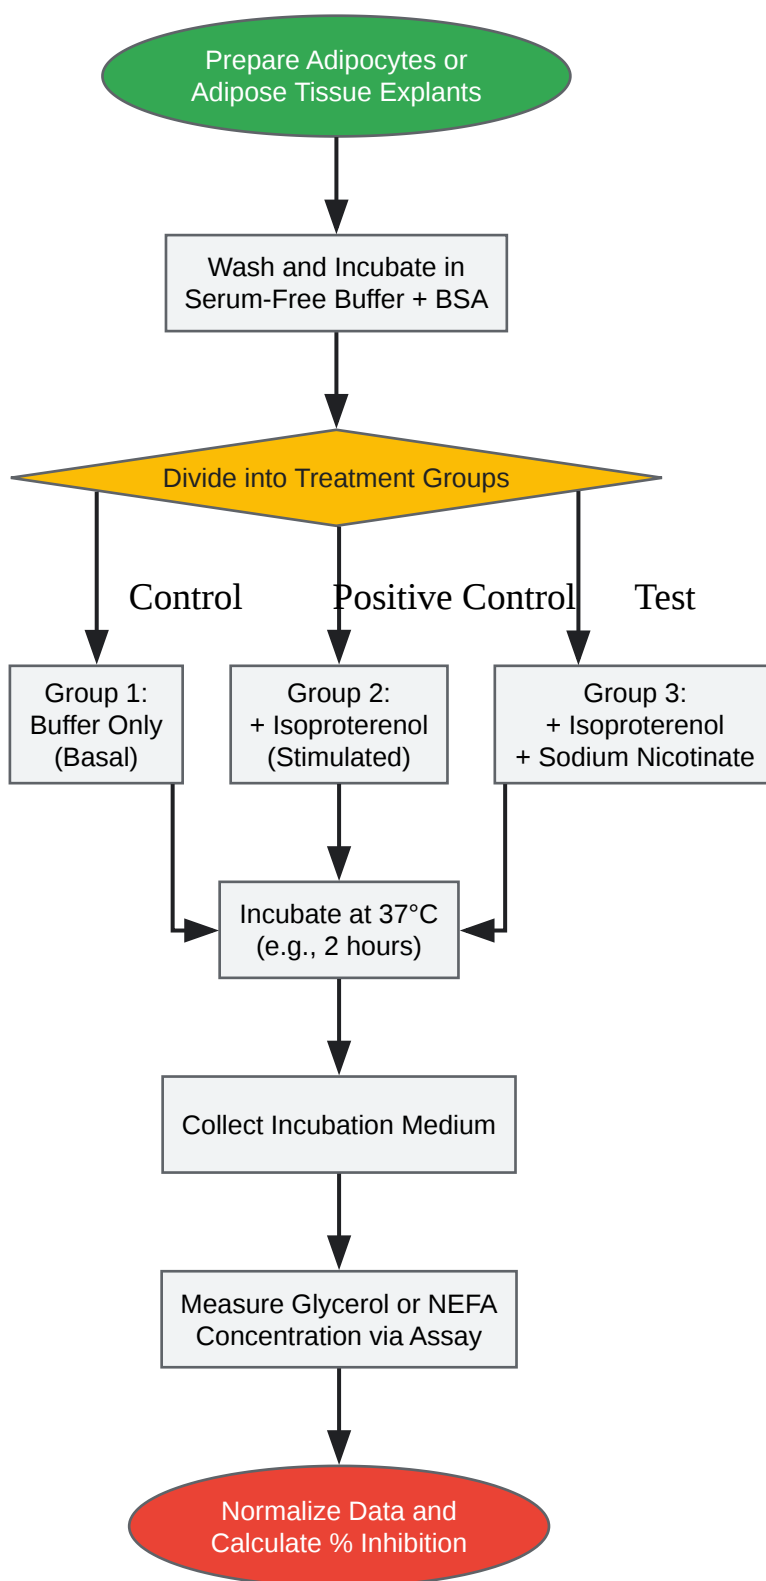 Prepare Adipocytes or
Adipose Tissue Explants
Wash and Incubate in
Serum-Free Buffer + BSA
Divide into Treatment Groups
Control
Positive Control
Test
Group 1:
Buffer Only
(Basal)
Group 2:
+ Isoproterenol
(Stimulated)
Group 3:
+ Isoproterenol
+ Sodium Nicotinate
Incubate at 37°C
(e.g., 2 hours)
Collect Incubation Medium
Measure Glycerol or NEFA
Concentration via Assay
Normalize Data and
Calculate % Inhibition